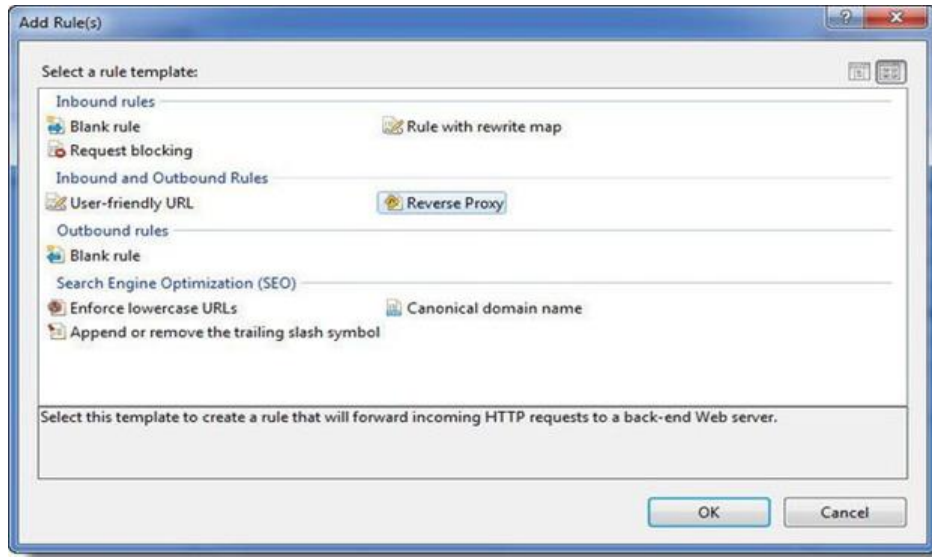 Add Rule(s)
Select a rule template:
Inbound rules
Blank rule
Rule with rewrite map
Request blocking
Inbound and Outbound Rules
User-friendly URL
Reverse Proxy
Outbound rules
Blank rule
Search Engine Optimization (SEO)
Enforce lowercase URLs
Canonical domain name
Append or remove the trailing slash symbol
Select this template to create a rule that will forward incoming HTTP requests to a back-end Web server.
OK
Cancel